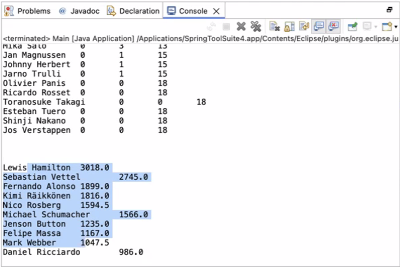 Problems Javadoc Declaration Console
<terminated> Main [Java Application] /Applications/SpringToolSuite4.app/Contents/Eclipse/plugins/org.eclipse.ju
Mika Salo 0 3 13
Jan Magnussen 0 1 15
Johnny Herbert 0 1 15
Jarno Trulli 0 1 15
Olivier Panis 0 0 18
Ricardo Rosset 0 0 18
Toranosuke Takagi 0 0 18
Esteban Tuero 0 0 18
Shinji Nakano 0 0 18
Jos Verstappen 0 0 18
Lewis Hamilton 3018.0
Sebastian Vettel 2745.0
Fernando Alonso 1899.0
Kimi Räikkönen 1816.0
Nico Rosberg 1594.5
Michael Schumacher 1566.0
Jenson Button 1235.0
Felipe Massa 1167.0
Mark Webber 1047.5
Daniel Ricciardo 986.0